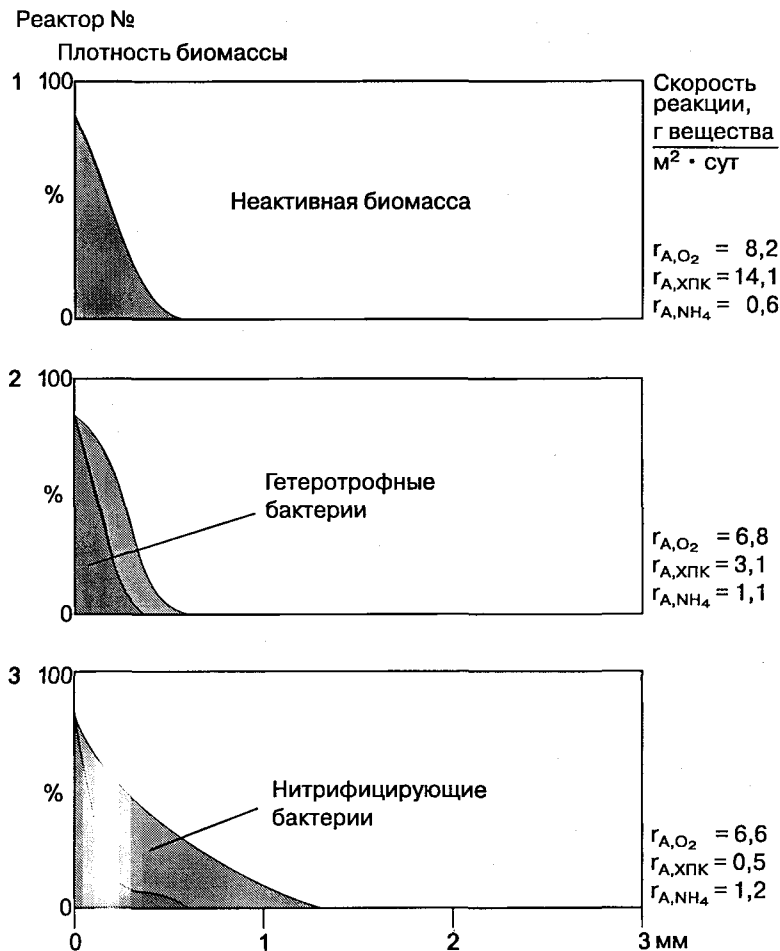 Реактор №
Плотность биомассы
1 100
%
0
Неактивная биомасса
Скорость
реакции,
г вещества
м² · сут
r_A,O₂ = 8,2
r_A,ХПК = 14,1
r_A,NH₄ = 0,6
2 100
%
0
Гетеротрофные
бактерии
r_A,O₂ = 6,8
r_A,ХПК = 3,1
r_A,NH₄ = 1,1
3 100
%
0
Нитрифицирующие
бактерии
r_A,O₂ = 6,6
r_A,ХПК = 0,5
r_A,NH₄ = 1,2
0 1 2 3 мм